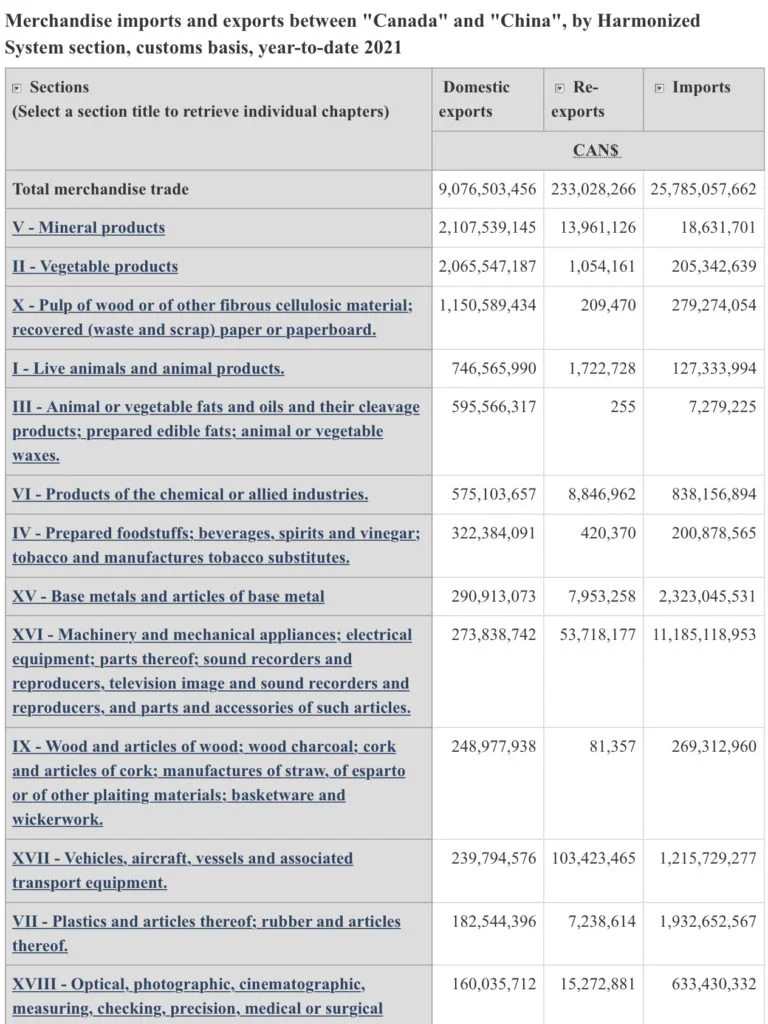 Merchandise imports and exports between "Canada" and "China", by Harmonized
System section, customs basis, year-to-date 2021
Sections
(Select a section title to retrieve individual chapters)
Domestic
exports
Re-
exports
Imports
CAN$
Total merchandise trade 9,076,503,456 233,028,266 25,785,057,662
V - Mineral products 2,107,539,145 13,961,126 18,631,701
II - Vegetable products 2,065,547,187 1,054,161 205,342,639
X - Pulp of wood or of other fibrous cellulosic material; 1,150,589,434 209,470 279,274,054
recovered (waste and scrap) paper or paperboard.
I - Live animals and animal products. 746,565,990 1,722,728 127,333,994
III - Animal or vegetable fats and oils and their cleavage 595,566,317 255 7,279,225
products; prepared edible fats; animal or vegetable
waxes.
VI - Products of the chemical or allied industries. 575,103,657 8,846,962 838,156,894
IV - Prepared foodstuffs; beverages, spirits and vinegar; 322,384,091 420,370 200,878,565
tobacco and manufactures tobacco substitutes.
XV - Base metals and articles of base metal 290,913,073 7,953,258 2,323,045,531
XVI - Machinery and mechanical appliances; electrical 273,838,742 53,718,177 11,185,118,953
equipment; parts thereof; sound recorders and
reproducers, television image and sound recorders and
reproducers, and parts and accessories of such articles.
IX - Wood and articles of wood; wood charcoal; cork 248,977,938 81,357 269,312,960
and articles of cork; manufactures of straw, of esparto
or of other plaiting materials; basketware and
wickerwork.
XVII - Vehicles, aircraft, vessels and associated 239,794,576 103,423,465 1,215,729,277
transport equipment.
VII - Plastics and articles thereof; rubber and articles 182,544,396 7,238,614 1,932,652,567
thereof.
XVIII - Optical, photographic, cinematographic, 160,035,712 15,272,881 633,430,332
measuring, checking, precision, medical or surgical